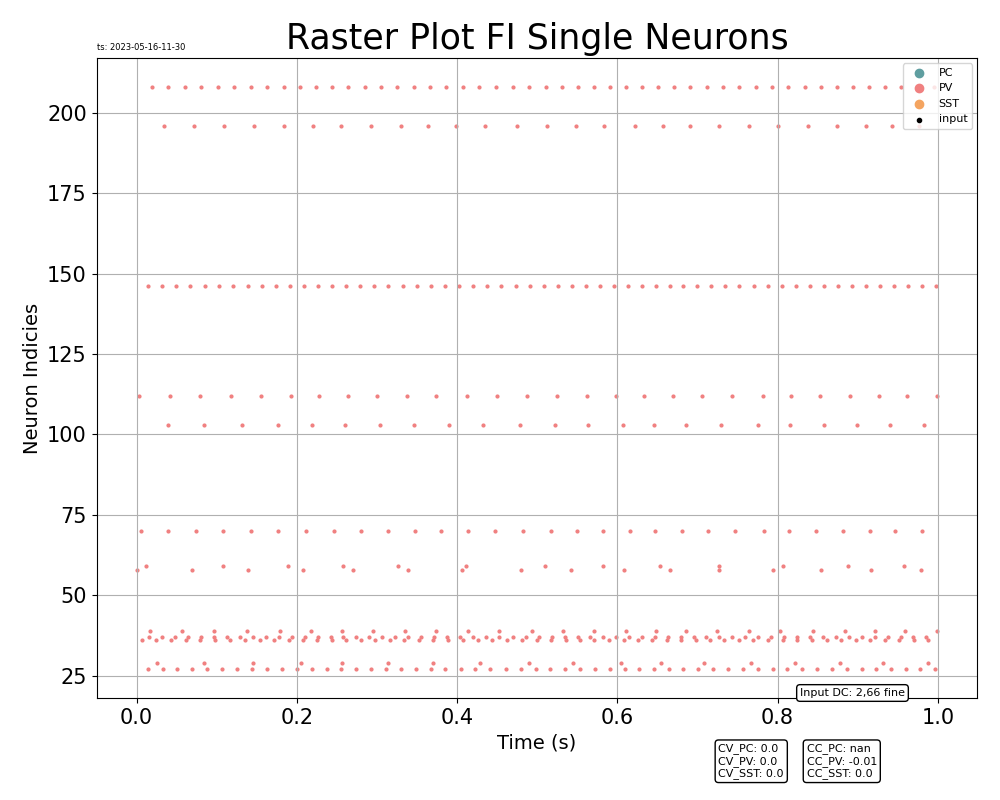 Raster Plot FI Single Neurons
ts: 2023-05-16-11-30
PC
PV
SST
input
200
175
150
125
100
75
50
25
Neuron Indicies
Input DC: 2,66 fine
0.0 0.2 0.4 0.6 0.8 1.0
Time (s)
CV_PC: 0.0
CV_PV: 0.0
CV_SST: 0.0
CC_PC: nan
CC_PV: -0.01
CC_SST: 0.0